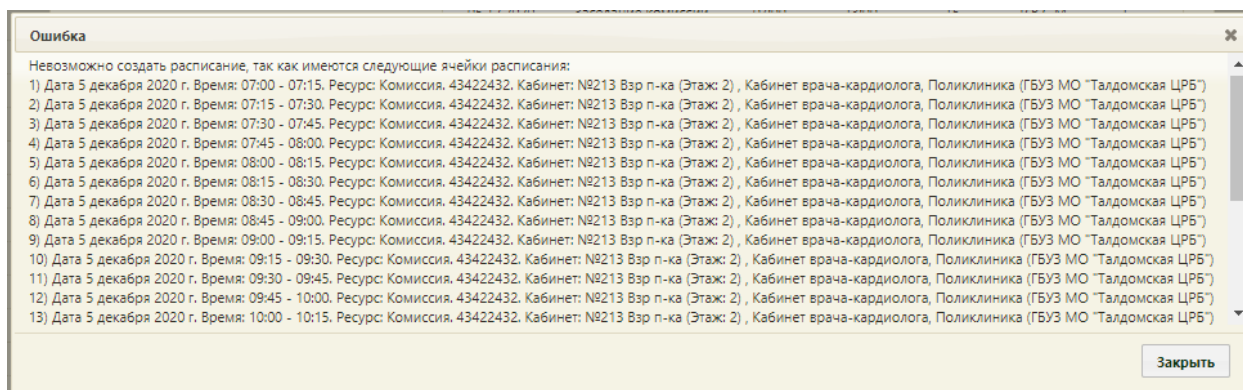 Ошибка
Невозможно создать расписание, так как имеются следующие ячейки расписания:
1) Дата 5 декабря 2020 г. Время: 07:00 - 07:15. Ресурс: Комиссия. 43422432. Кабинет: №213 Взр п-ка (Этаж: 2) , Кабинет врача-кардиолога, Поликлиника (ГБУЗ МО "Талдомская ЦРБ")
2) Дата 5 декабря 2020 г. Время: 07:15 - 07:30. Ресурс: Комиссия. 43422432. Кабинет: №213 Взр п-ка (Этаж: 2) , Кабинет врача-кардиолога, Поликлиника (ГБУЗ МО "Талдомская ЦРБ")
3) Дата 5 декабря 2020 г. Время: 07:30 - 07:45. Ресурс: Комиссия. 43422432. Кабинет: №213 Взр п-ка (Этаж: 2) , Кабинет врача-кардиолога, Поликлиника (ГБУЗ МО "Талдомская ЦРБ")
4) Дата 5 декабря 2020 г. Время: 07:45 - 08:00. Ресурс: Комиссия. 43422432. Кабинет: №213 Взр п-ка (Этаж: 2) , Кабинет врача-кардиолога, Поликлиника (ГБУЗ МО "Талдомская ЦРБ")
5) Дата 5 декабря 2020 г. Время: 08:00 - 08:15. Ресурс: Комиссия. 43422432. Кабинет: №213 Взр п-ка (Этаж: 2) , Кабинет врача-кардиолога, Поликлиника (ГБУЗ МО "Талдомская ЦРБ")
6) Дата 5 декабря 2020 г. Время: 08:15 - 08:30. Ресурс: Комиссия. 43422432. Кабинет: №213 Взр п-ка (Этаж: 2) , Кабинет врача-кардиолога, Поликлиника (ГБУЗ МО "Талдомская ЦРБ")
7) Дата 5 декабря 2020 г. Время: 08:30 - 08:45. Ресурс: Комиссия. 43422432. Кабинет: №213 Взр п-ка (Этаж: 2) , Кабинет врача-кардиолога, Поликлиника (ГБУЗ МО "Талдомская ЦРБ")
8) Дата 5 декабря 2020 г. Время: 08:45 - 09:00. Ресурс: Комиссия. 43422432. Кабинет: №213 Взр п-ка (Этаж: 2) , Кабинет врача-кардиолога, Поликлиника (ГБУЗ МО "Талдомская ЦРБ")
9) Дата 5 декабря 2020 г. Время: 09:00 - 09:15. Ресурс: Комиссия. 43422432. Кабинет: №213 Взр п-ка (Этаж: 2) , Кабинет врача-кардиолога, Поликлиника (ГБУЗ МО "Талдомская ЦРБ")
10) Дата 5 декабря 2020 г. Время: 09:15 - 09:30. Ресурс: Комиссия. 43422432. Кабинет: №213 Взр п-ка (Этаж: 2) , Кабинет врача-кардиолога, Поликлиника (ГБУЗ МО "Талдомская ЦРБ")
11) Дата 5 декабря 2020 г. Время: 09:30 - 09:45. Ресурс: Комиссия. 43422432. Кабинет: №213 Взр п-ка (Этаж: 2) , Кабинет врача-кардиолога, Поликлиника (ГБУЗ МО "Талдомская ЦРБ")
12) Дата 5 декабря 2020 г. Время: 09:45 - 10:00. Ресурс: Комиссия. 43422432. Кабинет: №213 Взр п-ка (Этаж: 2) , Кабинет врача-кардиолога, Поликлиника (ГБУЗ МО "Талдомская ЦРБ")
13) Дата 5 декабря 2020 г. Время: 10:00 - 10:15. Ресурс: Комиссия. 43422432. Кабинет: №213 Взр п-ка (Этаж: 2) , Кабинет врача-кардиолога, Поликлиника (ГБУЗ МО "Талдомская ЦРБ")
Закрыть